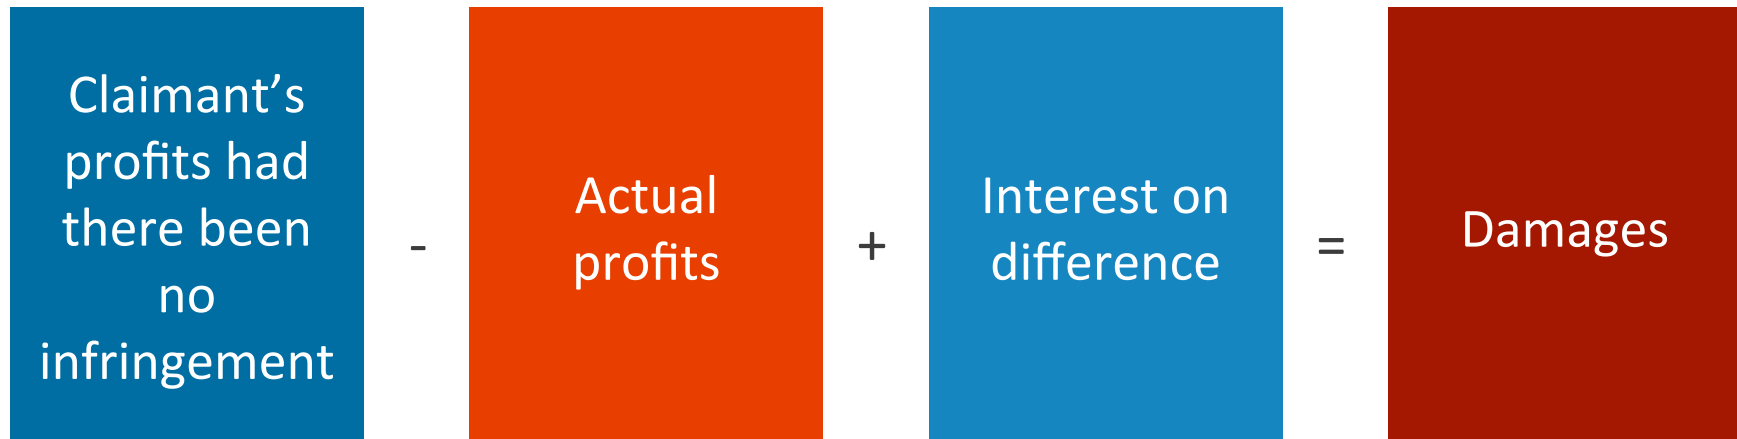 Claimant’s
profits had
there been
no
infringement
-
Actual
profits
+
Interest on
difference
=
Damages